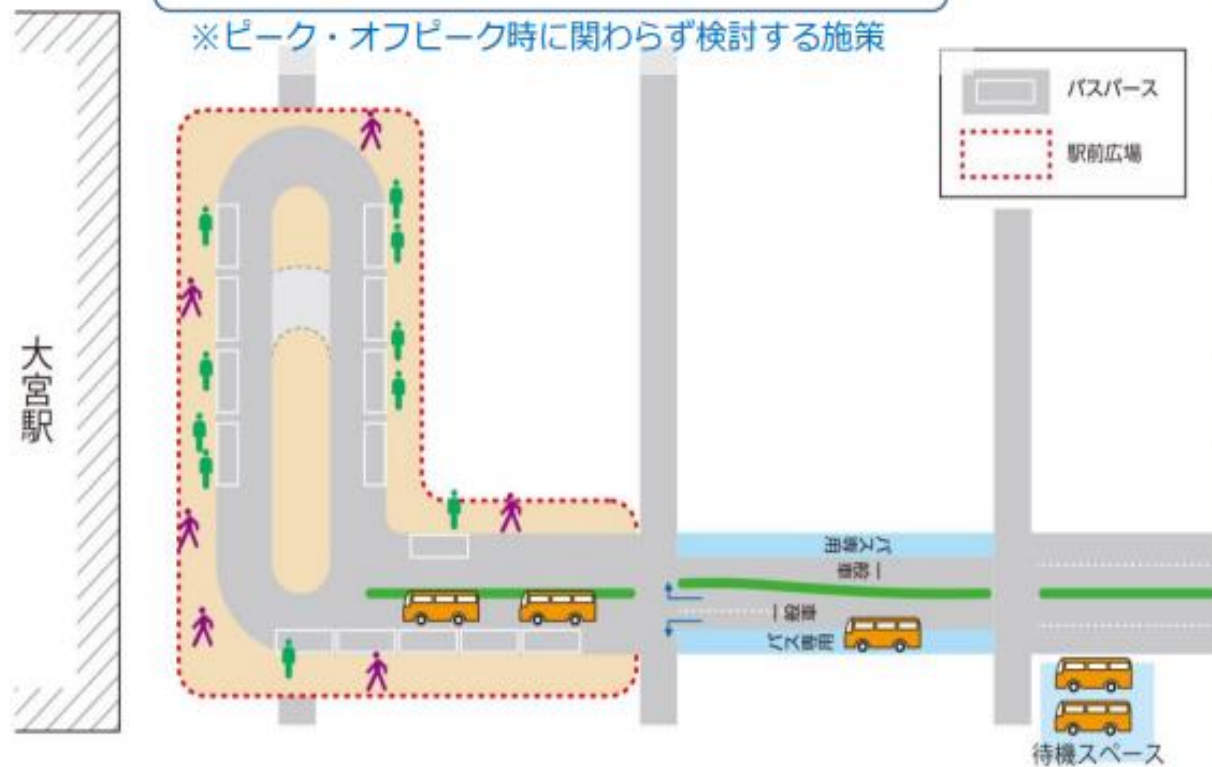 ※ピーク・オフピーク時に関わらず検討する施策
バスバース
駅前広場
大宮駅
バス専用
一般車
一般車
バス専用
待機スペース